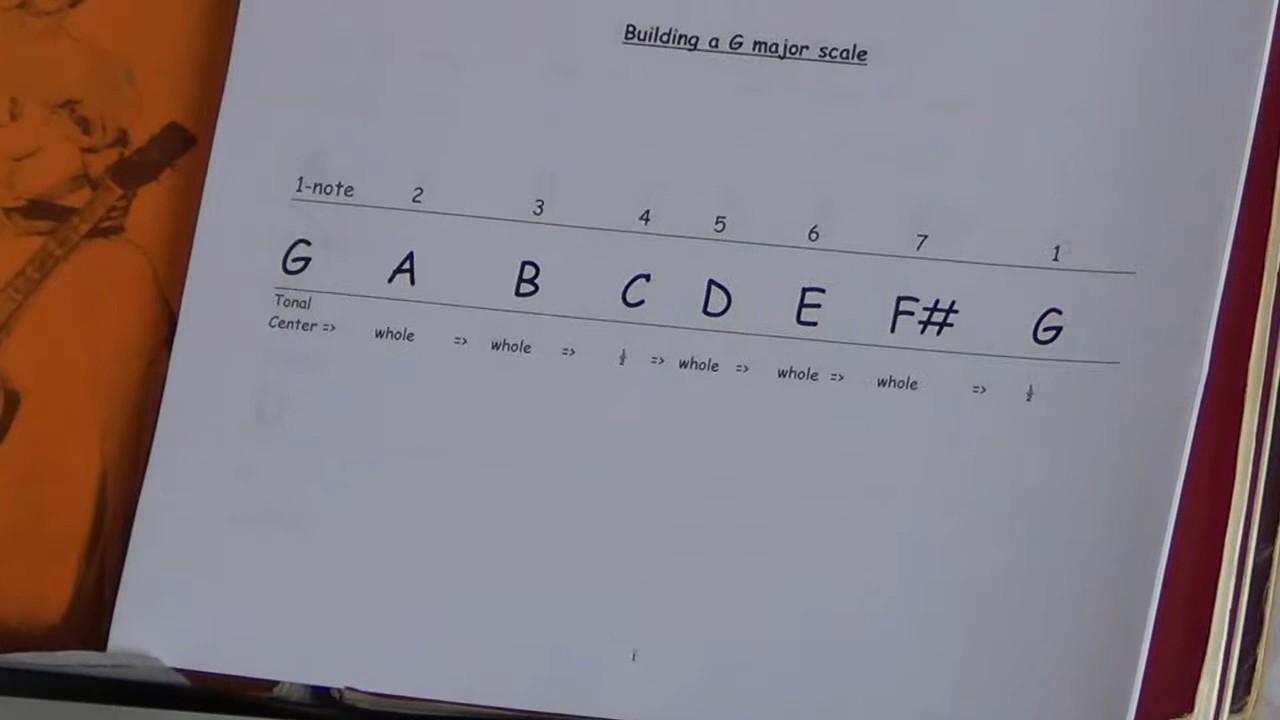 Building a G major scale
1-note 2 3 4 5 6 7 1
G A B C D E F# G
Tonal
Center => whole => whole => ½ => whole => whole => whole => ½
i